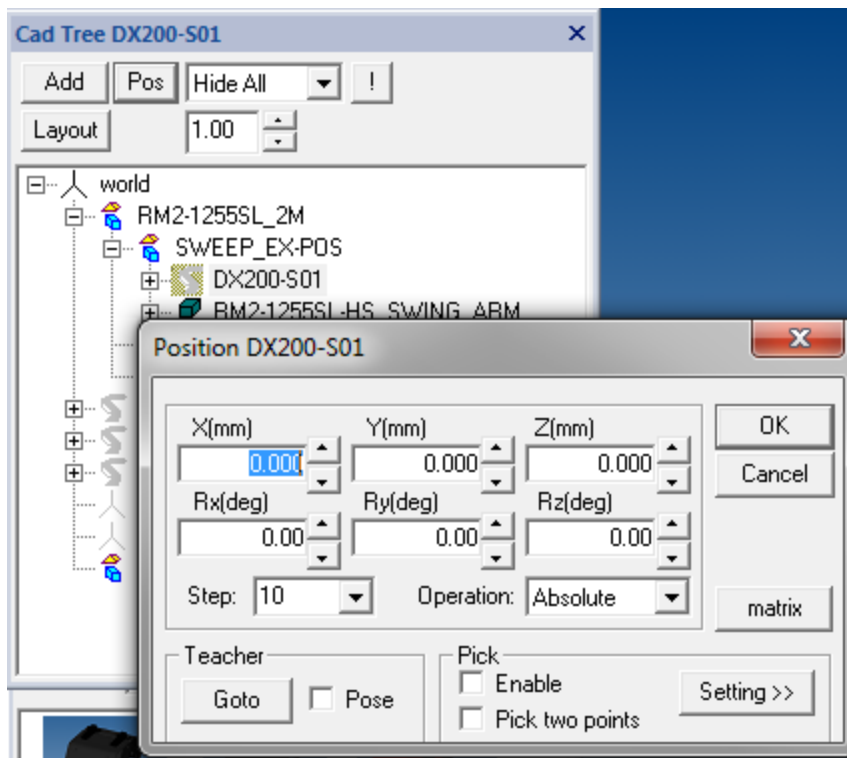 Cad Tree DX200-S01
Add Pos Hide All !
Layout 1.00
world
RM2-1255SL_2M
SWEEP_EX-POS
DX200-S01
RM2-1255SL-HS_SWING_ARM
Position DX200-S01
X(mm) Y(mm) Z(mm) OK
0.000 0.000 0.000 Cancel
Rx(deg) Ry(deg) Rz(deg)
0.00 0.00 0.00
Step: 10 Operation: Absolute matrix
Teacher Pick
Goto Pose Enable Setting >>
Pick two points